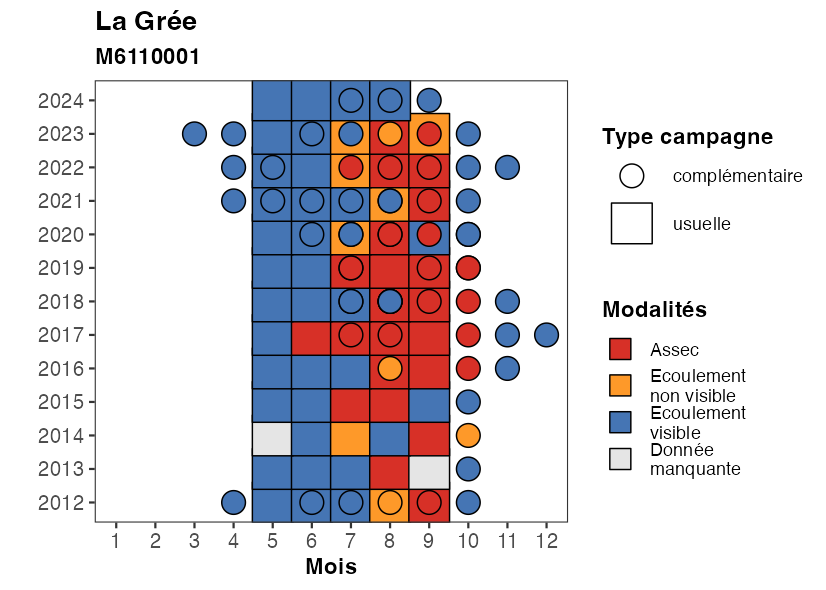 La Grée
M6110001
2024
2023
2022
2021
2020
2019
2018
2017
2016
2015
2014
2013
2012
1 2 3 4 5 6 7 8 9 10 11 12
Mois
Type campagne
complémentaire
usuelle
Modalités
Assec
Ecoulement
non visible
Ecoulement
visible
Donnée
manquante